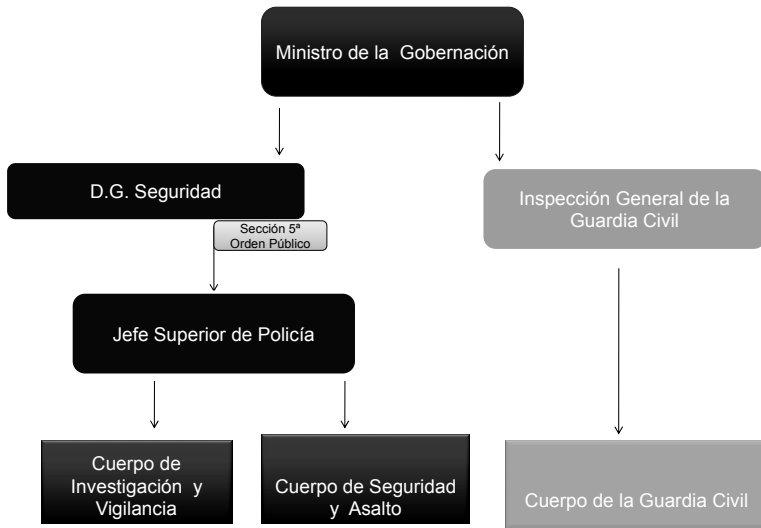 Ministro de la Gobernación
D.G. Seguridad
Sección 5ª
Orden Público
Inspección General de la
Guardia Civil
Jefe Superior de Policía
Cuerpo de
Investigación y
Vigilancia
Cuerpo de Seguridad
y Asalto
Cuerpo de la Guardia Civil